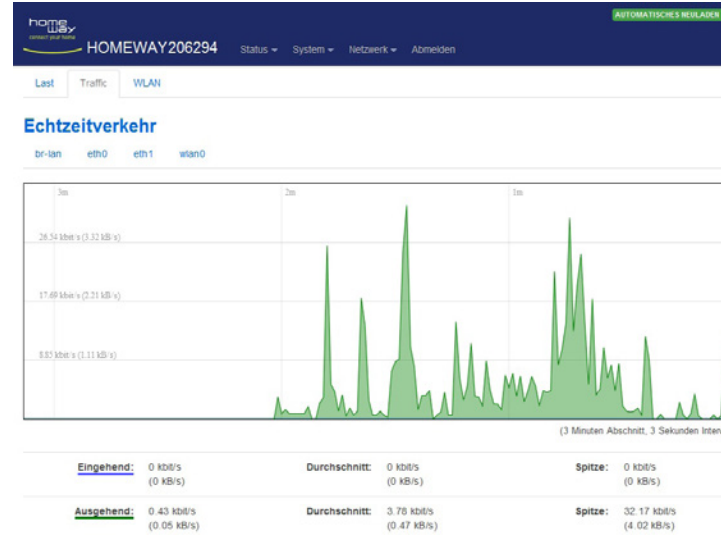 AUTOMATISCHES NEULADEN
home
way
connect your home
HOMEWAY206294 Status System Netzwerk Abmelden
Last Traffic WLAN
Echtzeitverkehr
br-lan eth0 eth1 wlan0
3m 2m 1m
26.54 kbit/s (3.32 kB/s)
17.69 kbit/s (2.21 kB/s)
8.85 kbit/s (1.11 kB/s)
(3 Minuten Abschnitt, 3 Sekunden Interv
Eingehend: 0 kbit/s Durchschnitt: 0 kbit/s Spitze: 0 kbit/s
(0 kB/s) (0 kB/s) (0 kB/s)
Ausgehend: 0.43 kbit/s Durchschnitt: 3.78 kbit/s Spitze: 32.17 kbit/s
(0.05 kB/s) (0.47 kB/s) (4.02 kB/s)